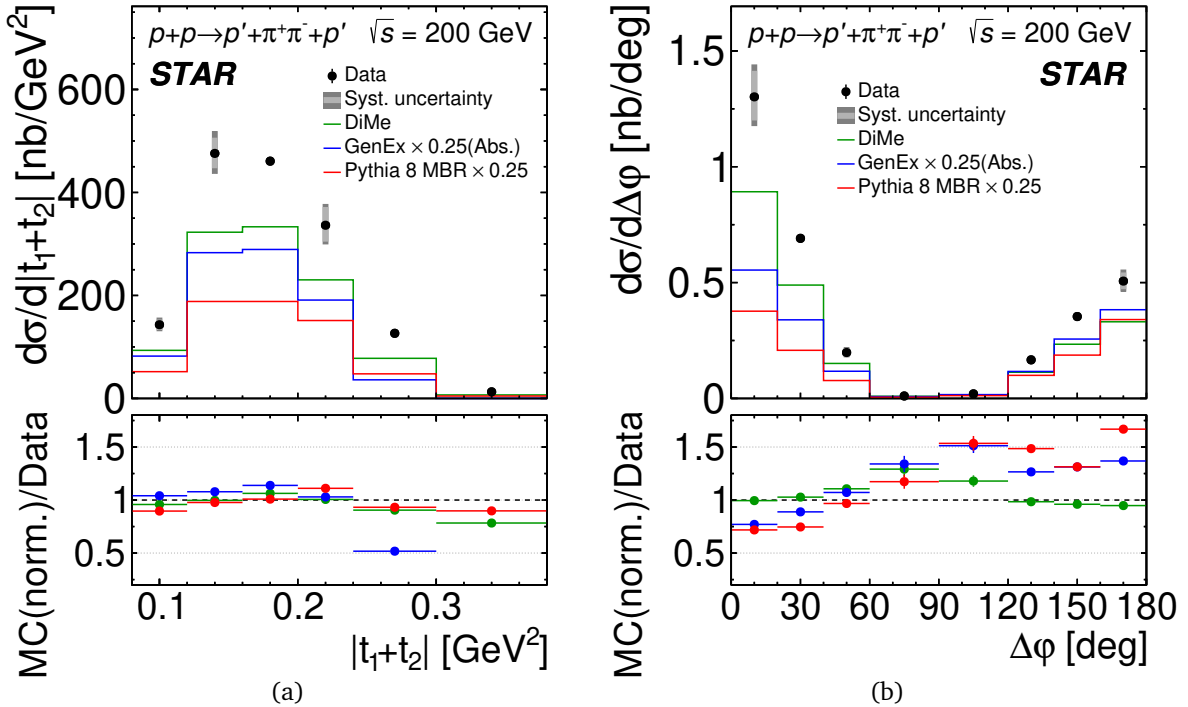 p+p→p′+π⁺π⁻+p′ √s = 200 GeV
STAR
Data
Syst. uncertainty
DiMe
GenEx × 0.25(Abs.)
Pythia 8 MBR × 0.25
dσ/d|t₁+t₂| [nb/GeV²]
600
400
200
0
MC(norm.)/Data
1.5
1
0.5
0.1 0.2 0.3
|t₁+t₂| [GeV²]
(a)
p+p→p′+π⁺π⁻+p′ √s = 200 GeV
STAR
Data
Syst. uncertainty
DiMe
GenEx × 0.25(Abs.)
Pythia 8 MBR × 0.25
dσ/dΔφ [nb/deg]
1.5
1
0.5
0
MC(norm.)/Data
1.5
1
0.5
0 30 60 90 120 150 180
Δφ [deg]
(b)